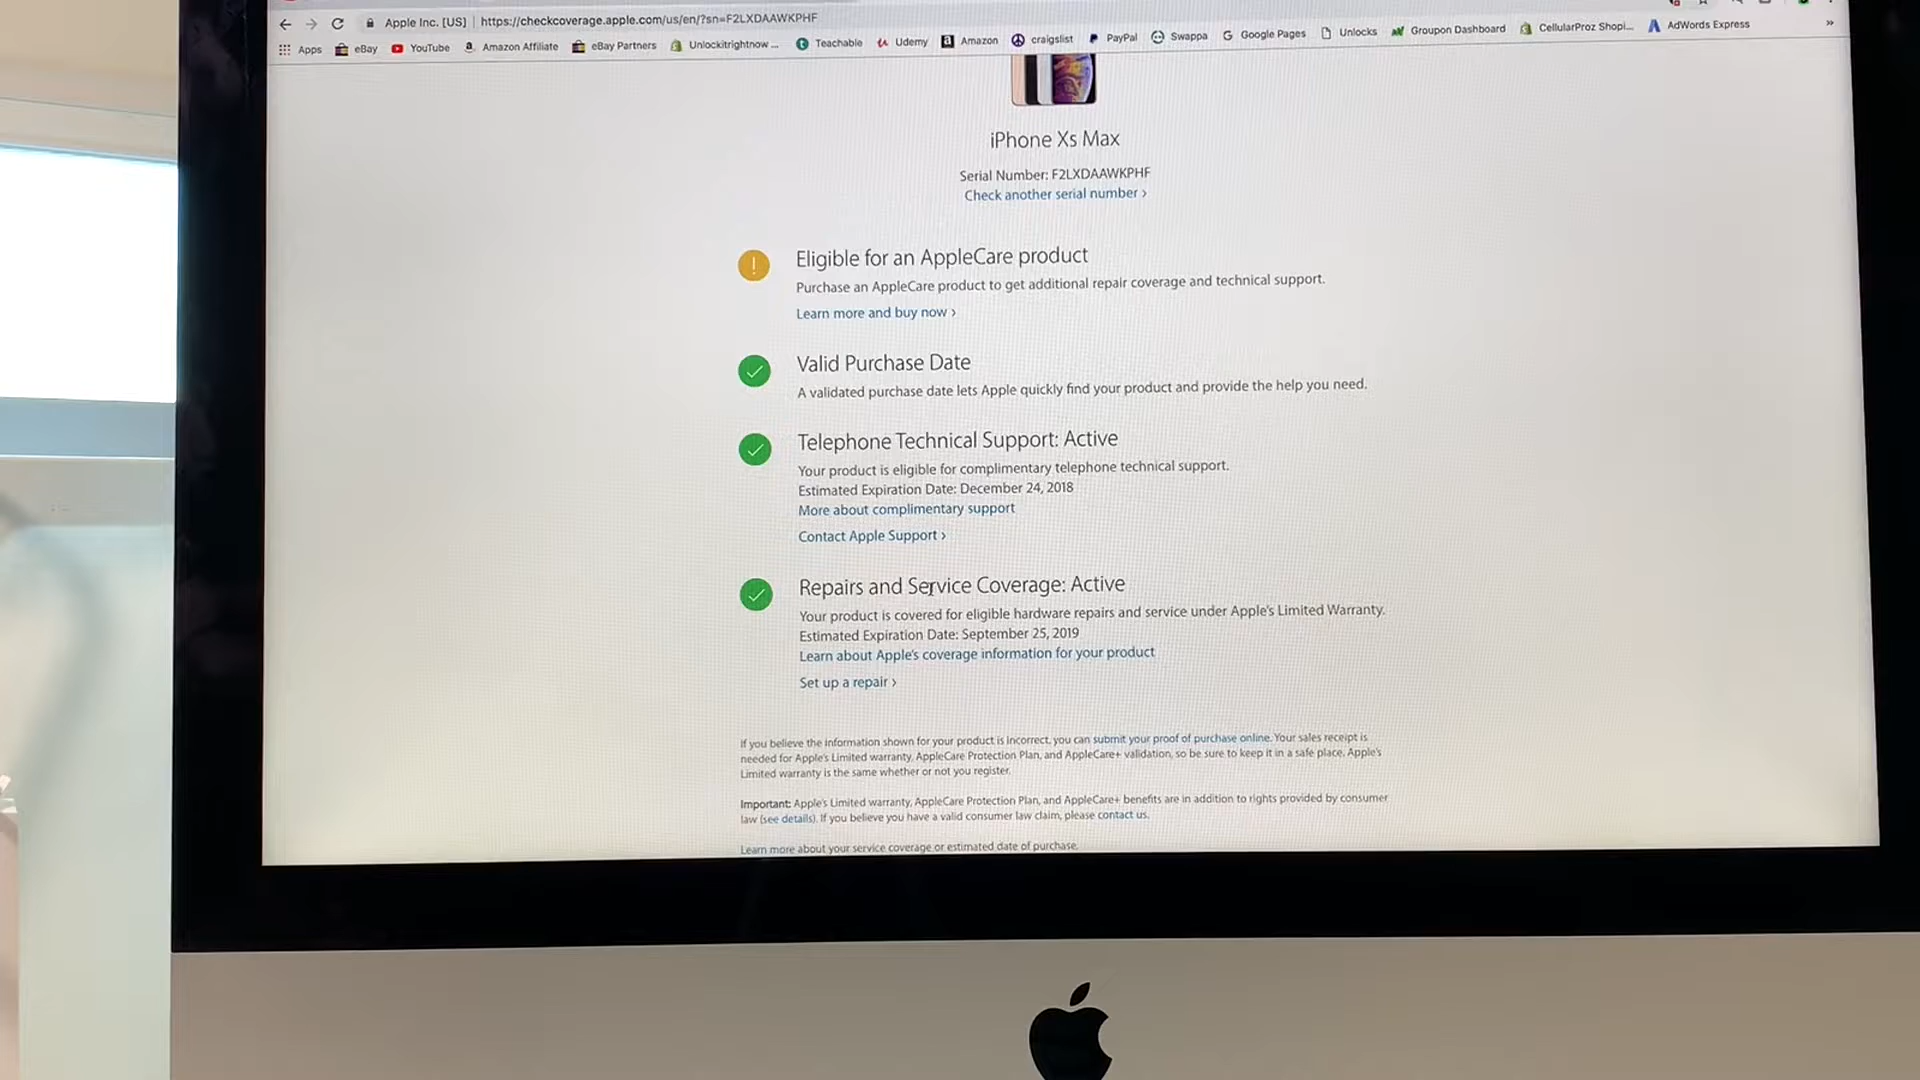 Apple Inc. [US] | https://checkcoverage.apple.com/us/en/?sn=F2LXDAAWKPHF
Apps eBay YouTube Amazon Affiliate eBay Partners Unlockitrightnow ... Teachable Udemy Amazon craigslist PayPal Swappa Google Pages Unlocks Groupon Dashboard CellularProz Shopi... AdWords Express »
iPhone Xs Max
Serial Number: F2LXDAAWKPHF
Check another serial number ›
Eligible for an AppleCare product
Purchase an AppleCare product to get additional repair coverage and technical support.
Learn more and buy now ›
Valid Purchase Date
A validated purchase date lets Apple quickly find your product and provide the help you need.
Telephone Technical Support: Active
Your product is eligible for complimentary telephone technical support.
Estimated Expiration Date: December 24, 2018
More about complimentary support
Contact Apple Support ›
Repairs and Service Coverage: Active
Your product is covered for eligible hardware repairs and service under Apple's Limited Warranty.
Estimated Expiration Date: September 25, 2019
Learn about Apple's coverage information for your product
Set up a repair ›
If you believe the information shown for your product is incorrect, you can submit your proof of purchase online. Your sales receipt is
needed for Apple's Limited warranty, AppleCare Protection Plan, and AppleCare+ validation, so be sure to keep it in a safe place. Apple's
Limited warranty is the same whether or not you register.
Important: Apple's Limited warranty, AppleCare Protection Plan, and AppleCare+ benefits are in addition to rights provided by consumer
law (see details). If you believe you have a valid consumer law claim, please contact us.
Learn more about your service coverage or estimated date of purchase.